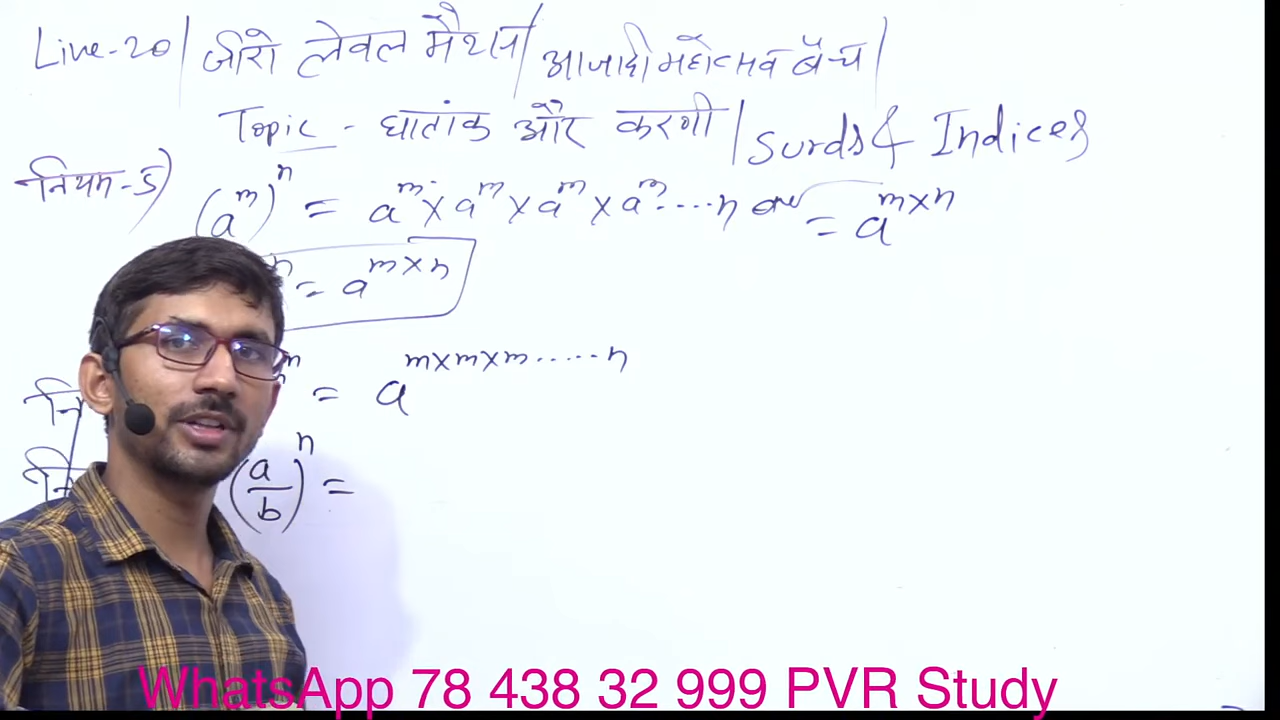 Live-20| जीरो लेवल मैथ्स/ आजादी महोत्सव बैच|
Topic - घातांक और करणी | Surds & Indices
नियम-5) (a^m)^n = a^m × a^m × a^m × a^m ....n = a^{m×n}
n = a^{m×n}
नि n = a^{m×m×m.....n}
नि (a/b)^n =
WhatsApp 78 438 32 999 PVR Study